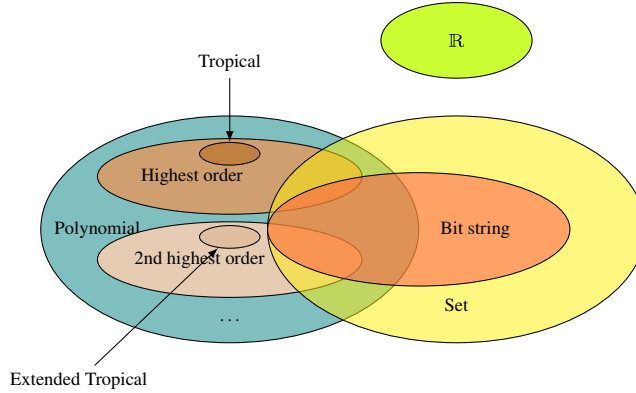 ℝ
Tropical
Highest order
Polynomial
Bit string
2nd highest order
Set
...
Extended Tropical